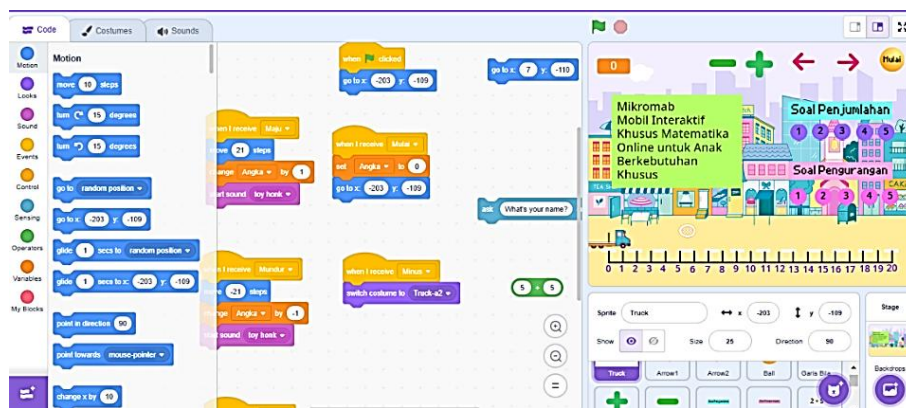 Code
Costumes
Sounds
Motion
Looks
Sound
Events
Control
Sensing
Operators
Variables
My Blocks
Motion
move 10 steps
turn 15 degrees
turn 15 degrees
go to random position
go to x: -203 y: -109
glide 1 secs to random position
glide 1 secs to x: -203 y: -109
point in direction 90
point towards mouse-pointer
change x by 10
when clicked
go to x: -203 y: -109
go to x: 7 y: -110
when I receive Maju
move 21 steps
change Angka by 1
start sound toy honk
when I receive Mulai
set Angka to 0
go to x: -203 y: -109
ask What's your name?
when I receive Mundur
-21 steps
change Angka by -1
sound toy honk
when I receive Minus
switch costume to Truck-a2
5 + 5
0
Mulai
Mikromab
Mobil Interaktif
Khusus Matematika
Online untuk Anak
Berkebutuhan
Khusus
Soal Penjumlahan
1 2 3 4 5
Soal Pengurangan
1 2 3 4 5
0 1 2 3 4 5 6 7 8 9 10 11 12 13 14 15 16 17 18 19 20
Sprite Truck x -203 y -109
Show Size 25 Direction 90
Truck Arrow1 Arrow2 Ball Garis Bila
Stage
Backdrops